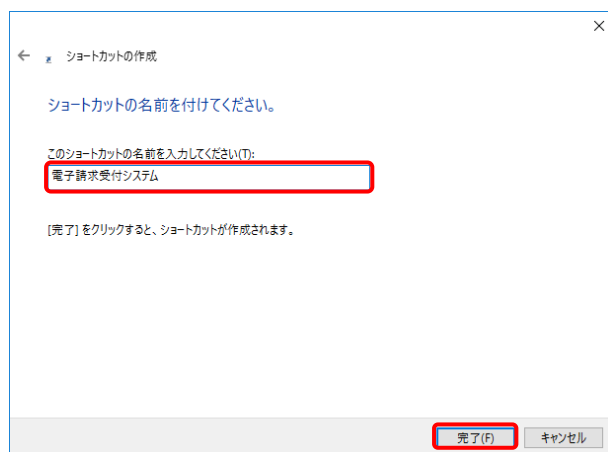 ショートカットの作成
ショートカットの名前を付けてください。
このショートカットの名前を入力してください(T):
電子請求受付システム
[完了] をクリックすると、ショートカットが作成されます。
完了(F)
キャンセル